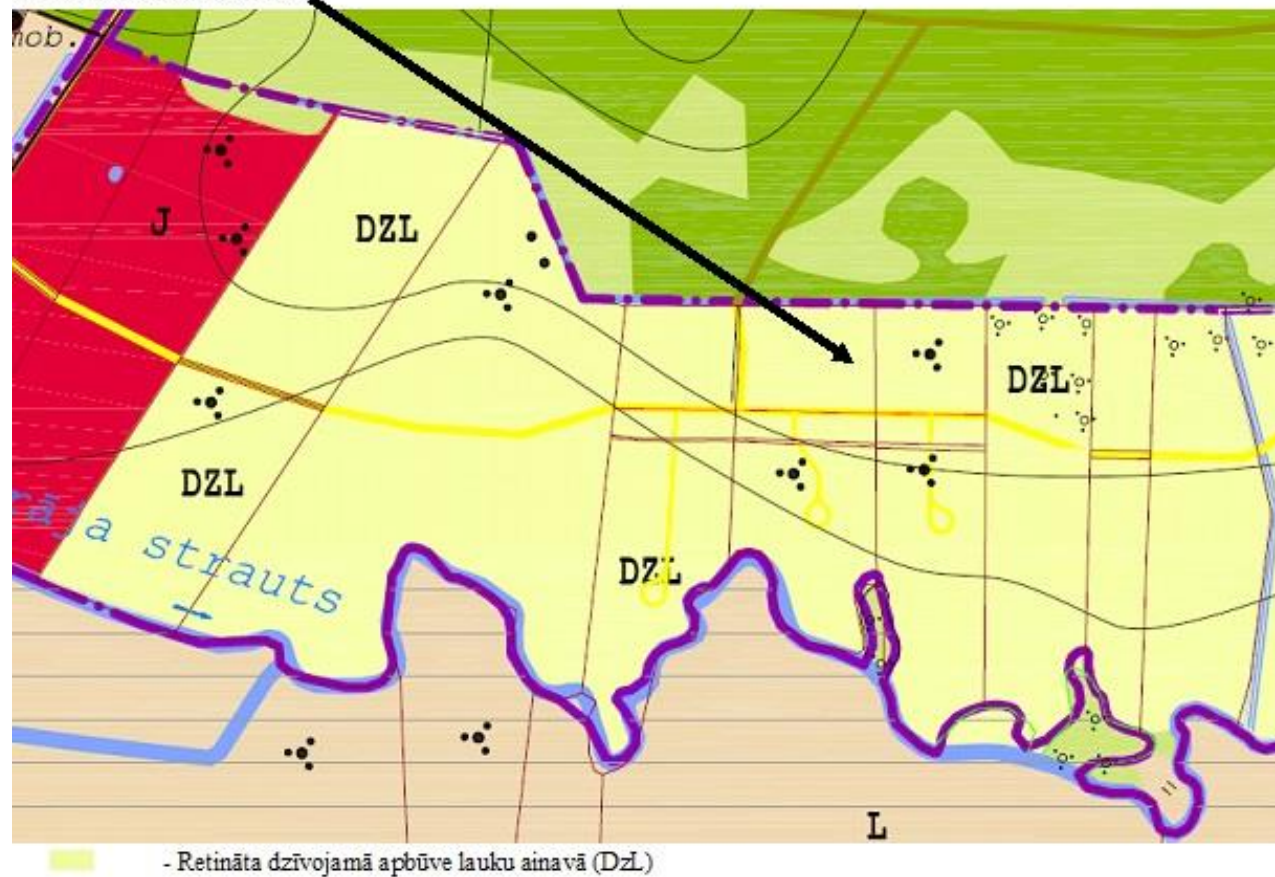 mob.
DZL
J
DZL
DZL
strauts
DZL
L
- Retināta dzīvojamā apbūve lauku ainavā (DzL)